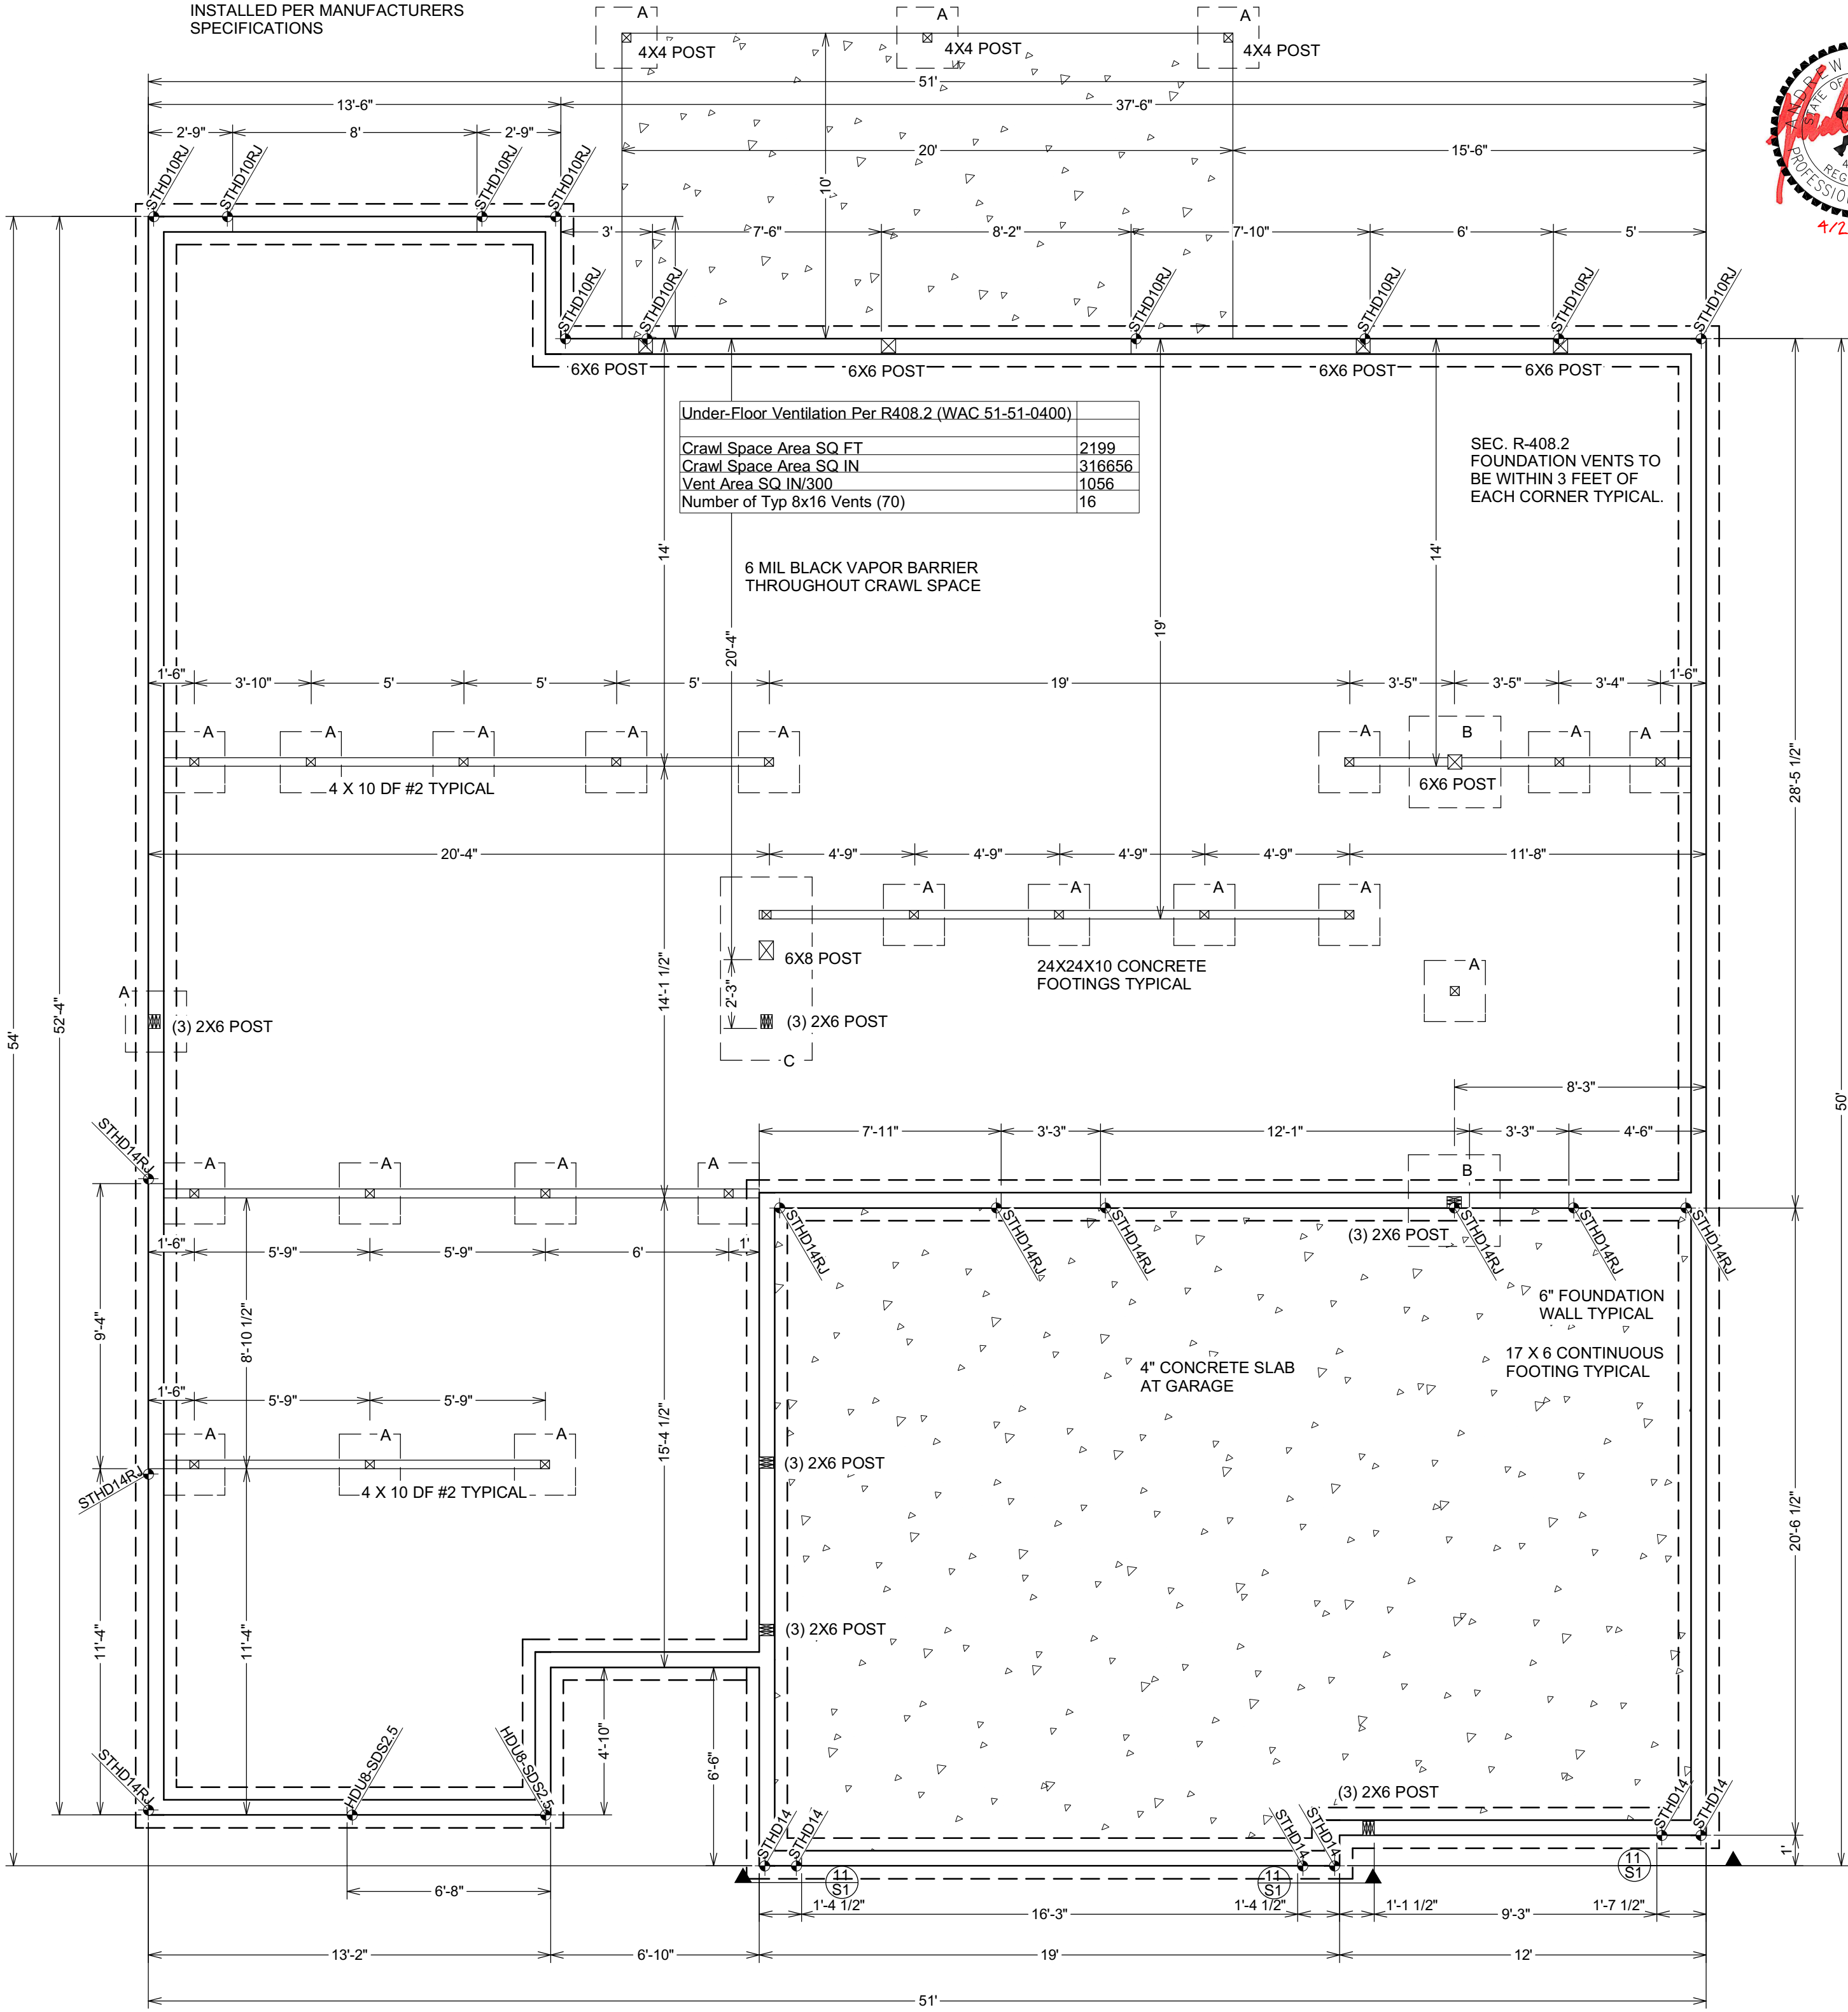 INSTALLED PER MANUFACTURERS
SPECIFICATIONS
A
A
A
4X4 POST
4X4 POST
4X4 POST
51'
13'-6"
37'-6"
2'-9"
8'
2'-9"
20'
15'-6"
10'
STHD10RJ
STHD10RJ
STHD10RJ
STHD10RJ
3'
7'-6"
8'-2"
7'-10"
6'
5'
STHD10RJ
STHD10RJ
STHD10RJ
STHD10RJ
STHD10RJ
STHD10RJ
6X6 POST
6X6 POST
6X6 POST
6X6 POST
Under-Floor Ventilation Per R408.2 (WAC 51-51-0400)
Crawl Space Area SQ FT 2199
Crawl Space Area SQ IN 316656
Vent Area SQ IN/300 1056
Number of Typ 8x16 Vents (70) 16
SEC. R-408.2
FOUNDATION VENTS TO
BE WITHIN 3 FEET OF
EACH CORNER TYPICAL.
14'
14'
6 MIL BLACK VAPOR BARRIER
THROUGHOUT CRAWL SPACE
20'-4"
19'
1'-6"
3'-10"
5'
5'
5'
19'
3'-5"
3'-5"
3'-4"
1'-6"
A
A
A
A
A
A
B
A
A
4 X 10 DF #2 TYPICAL
6X6 POST
28'-5 1/2"
20'-4"
4'-9"
4'-9"
4'-9"
4'-9"
11'-8"
A
A
A
A
6X8 POST
24X24X10 CONCRETE
FOOTINGS TYPICAL
A
A
2'-3"
14'-1 1/2"
(3) 2X6 POST
(3) 2X6 POST
C
54'
52'-4"
50'
8'-3"
7'-11"
3'-3"
12'-1"
3'-3"
4'-6"
STHD14RJ
A
A
A
A
B
STHD14RJ
STHD14RJ
STHD14RJ
STHD14RJ
STHD14RJ
STHD14RJ
(3) 2X6 POST
1'-6"
5'-9"
5'-9"
6'
1'
6" FOUNDATION
WALL TYPICAL
9'-4"
8'-10 1/2"
17 X 6 CONTINUOUS
FOOTING TYPICAL
4" CONCRETE SLAB
AT GARAGE
1'-6"
5'-9"
5'-9"
15'-4 1/2"
A
A
A
STHD14RJ
4 X 10 DF #2 TYPICAL
(3) 2X6 POST
20'-6 1/2"
(3) 2X6 POST
11'-4"
11'-4"
4'-10"
6'-6"
STHD14RJ
HDU8-SDS2.5
HDU8-SDS2.5
(3) 2X6 POST
STHD14
STHD14
STHD14
STHD14
STHD14
STHD14
1'
11
S1
11
S1
11
S1
6'-8"
1'-4 1/2"
16'-3"
1'-4 1/2"
1'-1 1/2"
9'-3"
1'-7 1/2"
13'-2"
6'-10"
19'
12'
51'
ANDREW
STATE OF
4/2